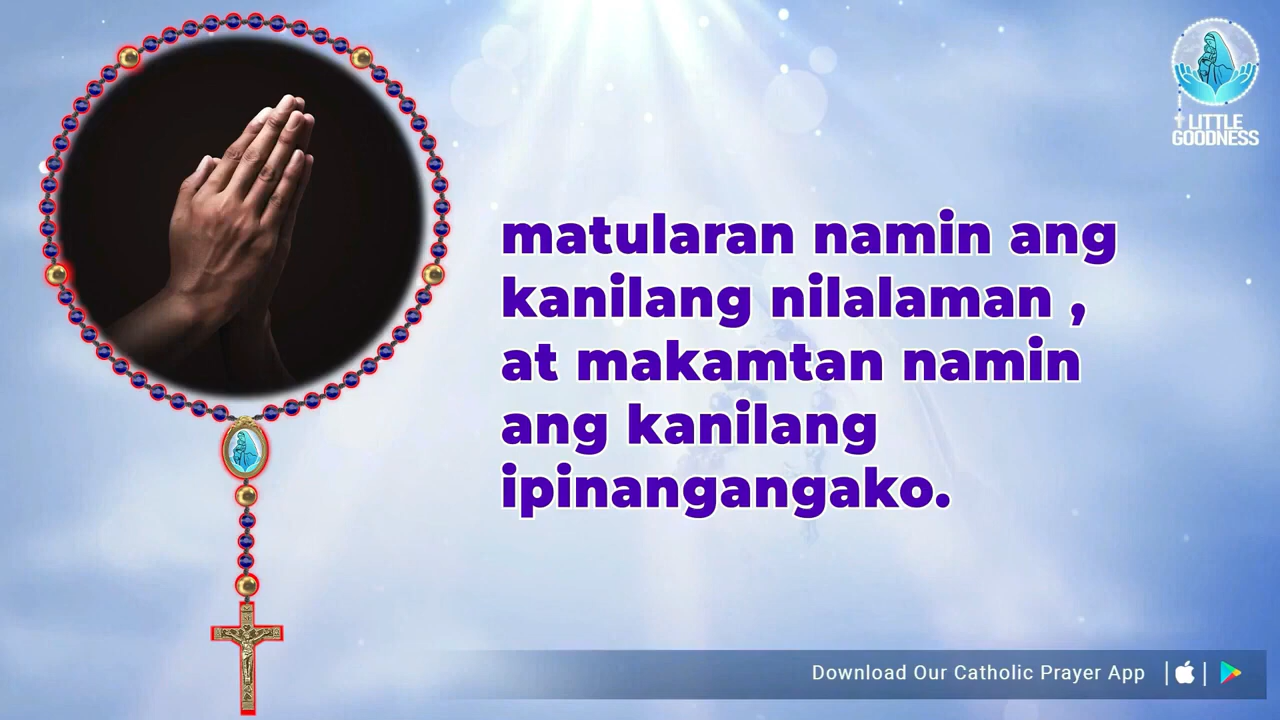 LITTLE
GOODNESS
matularan namin ang
kanilang nilalaman ,
at makamtan namin
ang kanilang
ipinangangako.
Download Our Catholic Prayer App